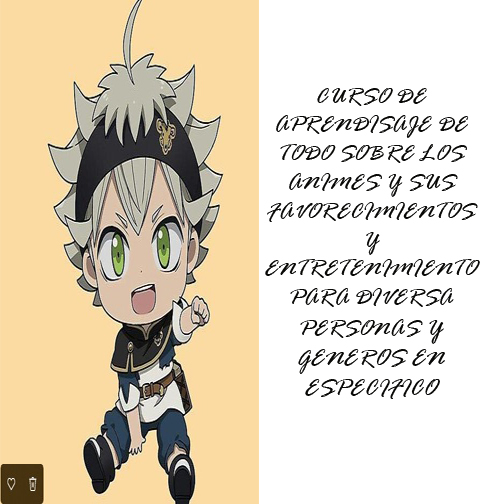 CURSO DE
APRENDISAJE DE
TODO SOBRE LOS
ANIMES Y SUS
FAVORECIMIENTOS
Y
ENTRETENIMIENTO
PARA DIVERSA
PERSONAS Y
GENEROS EN
ESPECIFICO